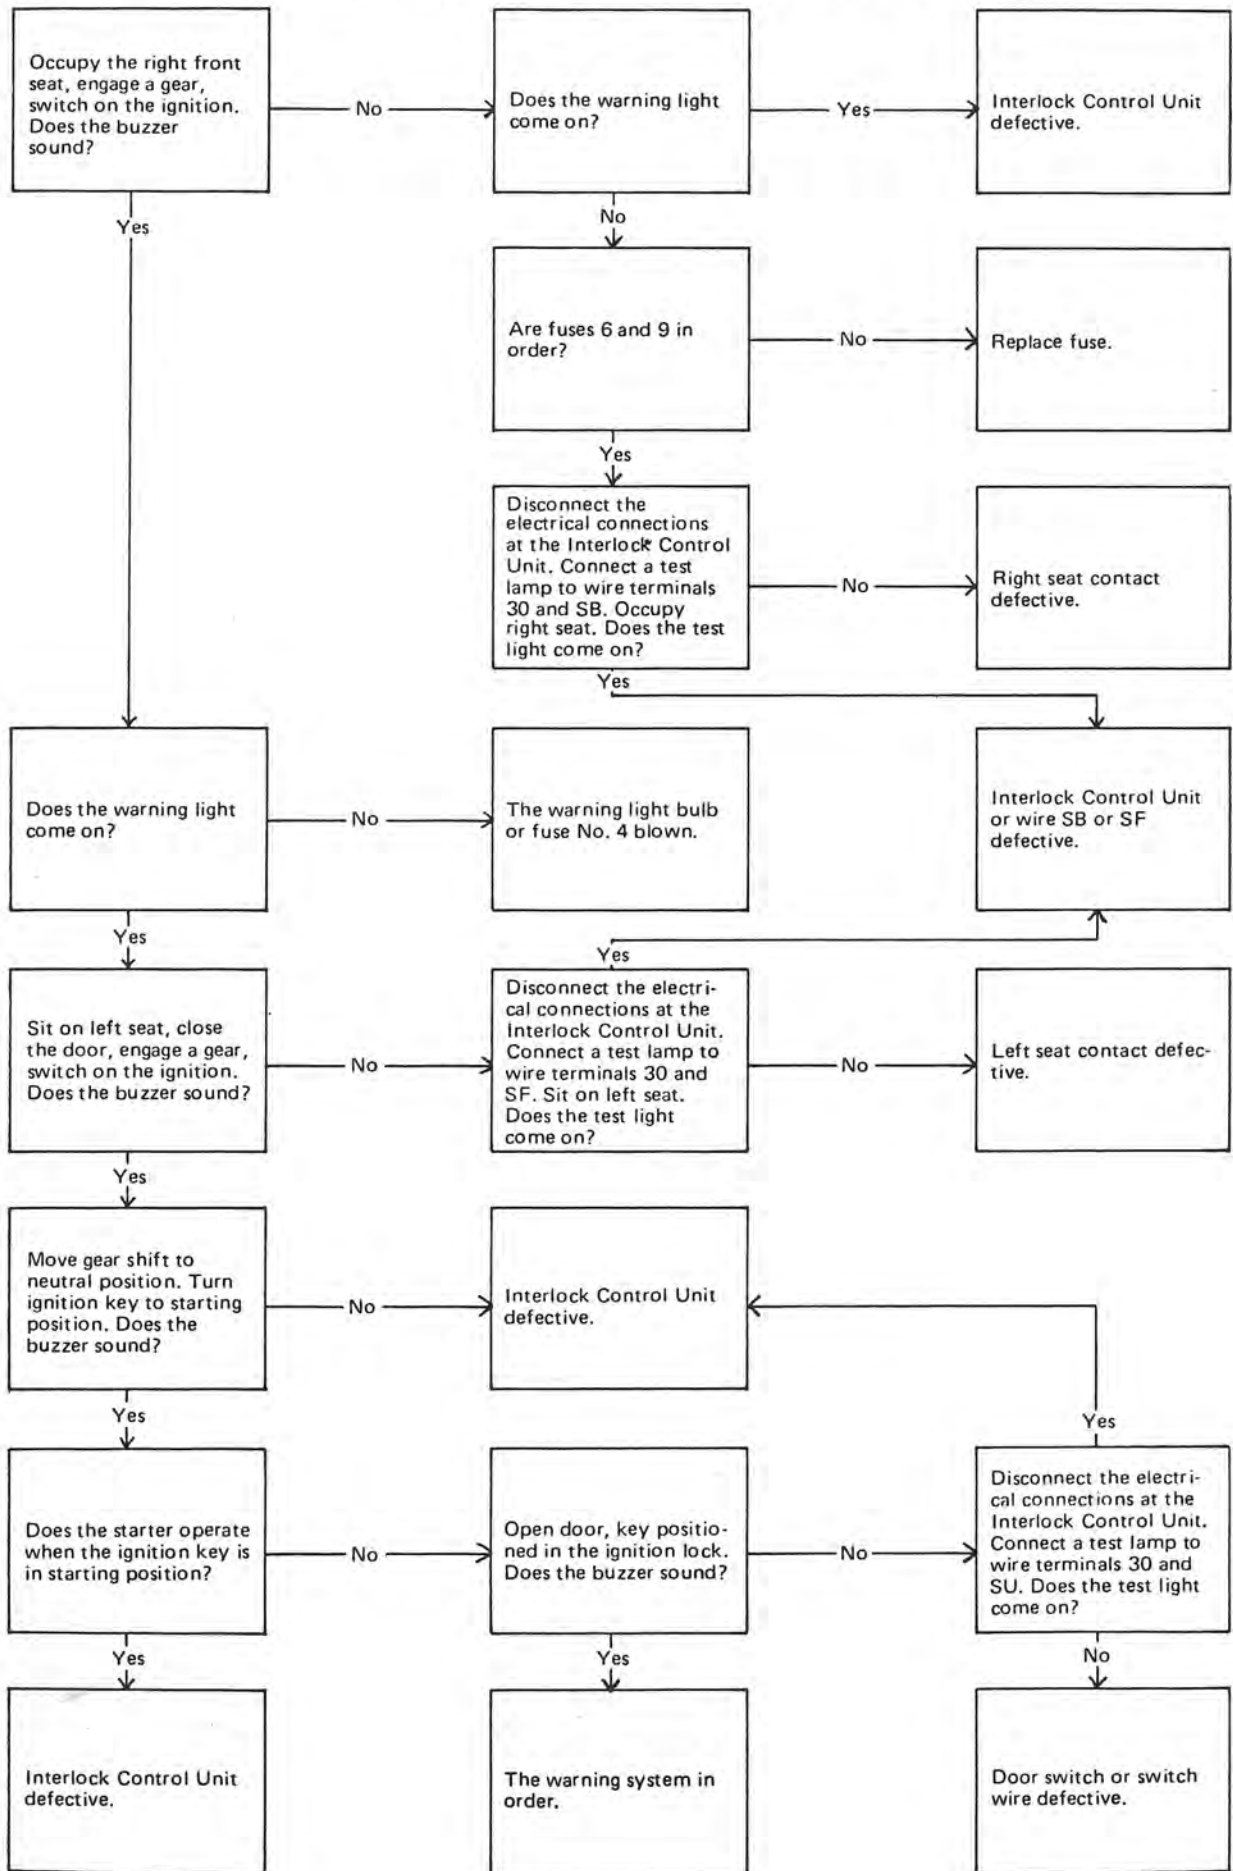 Occupy the right front
seat, engage a gear,
switch on the ignition.
Does the buzzer
sound?
No
Does the warning light
come on?
Yes
Interlock Control Unit
defective.
Yes
No
Are fuses 6 and 9 in
order?
No
Replace fuse.
Yes
Disconnect the
electrical connections
at the Interlock Control
Unit. Connect a test
lamp to wire terminals
30 and SB. Occupy
right seat. Does the test
light come on?
No
Right seat contact
defective.
Yes
Does the warning light
come on?
No
The warning light bulb
or fuse No. 4 blown.
Interlock Control Unit
or wire SB or SF
defective.
Yes
Yes
Sit on left seat, close
the door, engage a gear,
switch on the ignition.
Does the buzzer sound?
No
Disconnect the electri-
cal connections at the
Interlock Control Unit.
Connect a test lamp to
wire terminals 30 and
SF. Sit on left seat.
Does the test light
come on?
No
Left seat contact defec-
tive.
Yes
Move gear shift to
neutral position. Turn
ignition key to starting
position. Does the
buzzer sound?
No
Interlock Control Unit
defective.
Yes
Yes
Does the starter operate
when the ignition key is
in starting position?
No
Open door, key positio-
ned in the ignition lock.
Does the buzzer sound?
No
Disconnect the electri-
cal connections at the
Interlock Control Unit.
Connect a test lamp to
wire terminals 30 and
SU. Does the test light
come on?
Yes
Yes
No
Interlock Control Unit
defective.
The warning system in
order.
Door switch or switch
wire defective.